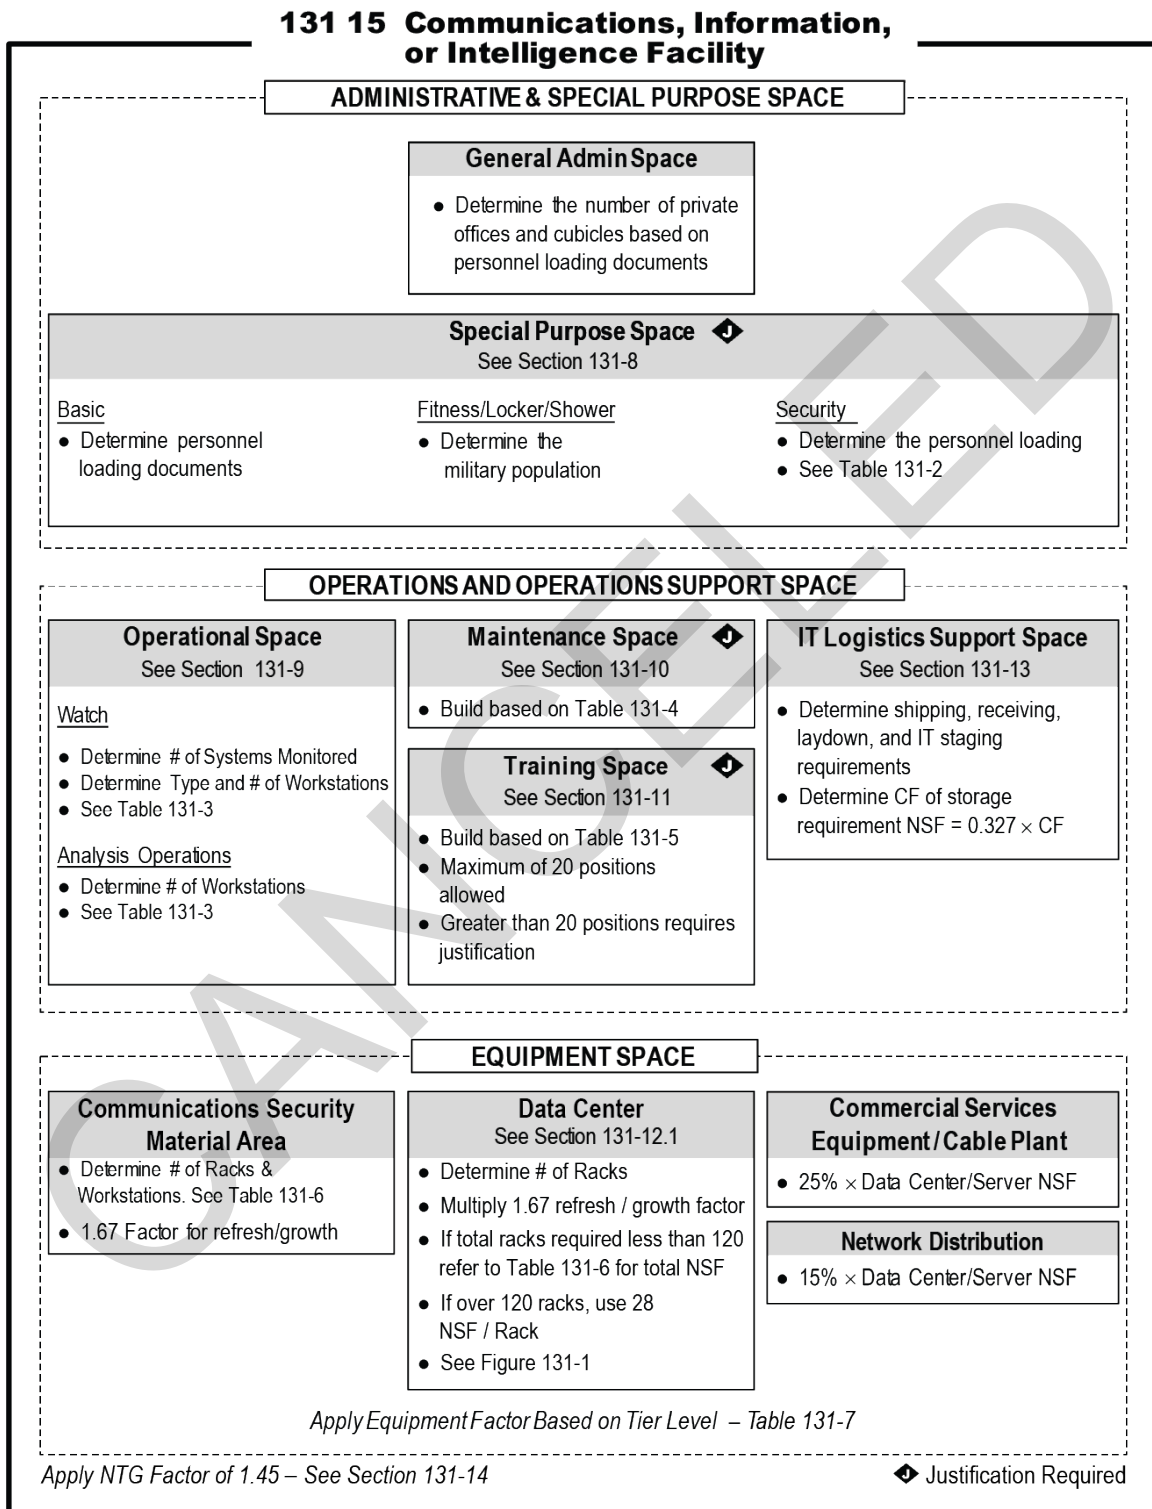 131 15 Communications, Information,
or Intelligence Facility
ADMINISTRATIVE & SPECIAL PURPOSE SPACE
General Admin Space
● Determine the number of private
offices and cubicles based on
personnel loading documents
Special Purpose Space J
See Section 131-8
Basic
● Determine personnel
loading documents
Fitness/Locker/Shower
● Determine the
military population
Security
● Determine the personnel loading
● See Table 131-2
OPERATIONS AND OPERATIONS SUPPORT SPACE
Operational Space
See Section 131-9
Watch
● Determine # of Systems Monitored
● Determine Type and # of Workstations
● See Table 131-3
Analysis Operations
● Determine # of Workstations
● See Table 131-3
Maintenance Space J
See Section 131-10
● Build based on Table 131-4
Training Space J
See Section 131-11
● Build based on Table 131-5
● Maximum of 20 positions
allowed
● Greater than 20 positions requires
justification
IT Logistics Support Space
See Section 131-13
● Determine shipping, receiving,
laydown, and IT staging
requirements
● Determine CF of storage
requirement NSF = 0.327 × CF
EQUIPMENT SPACE
Communications Security
Material Area
● Determine # of Racks &
Workstations. See Table 131-6
● 1.67 Factor for refresh/growth
Data Center
See Section 131-12.1
● Determine # of Racks
● Multiply 1.67 refresh / growth factor
● If total racks required less than 120
refer to Table 131-6 for total NSF
● If over 120 racks, use 28
NSF / Rack
● See Figure 131-1
Commercial Services
Equipment / Cable Plant
● 25% × Data Center/Server NSF
Network Distribution
● 15% × Data Center/Server NSF
Apply Equipment Factor Based on Tier Level – Table 131-7
Apply NTG Factor of 1.45 – See Section 131-14
J Justification Required
CANCELED